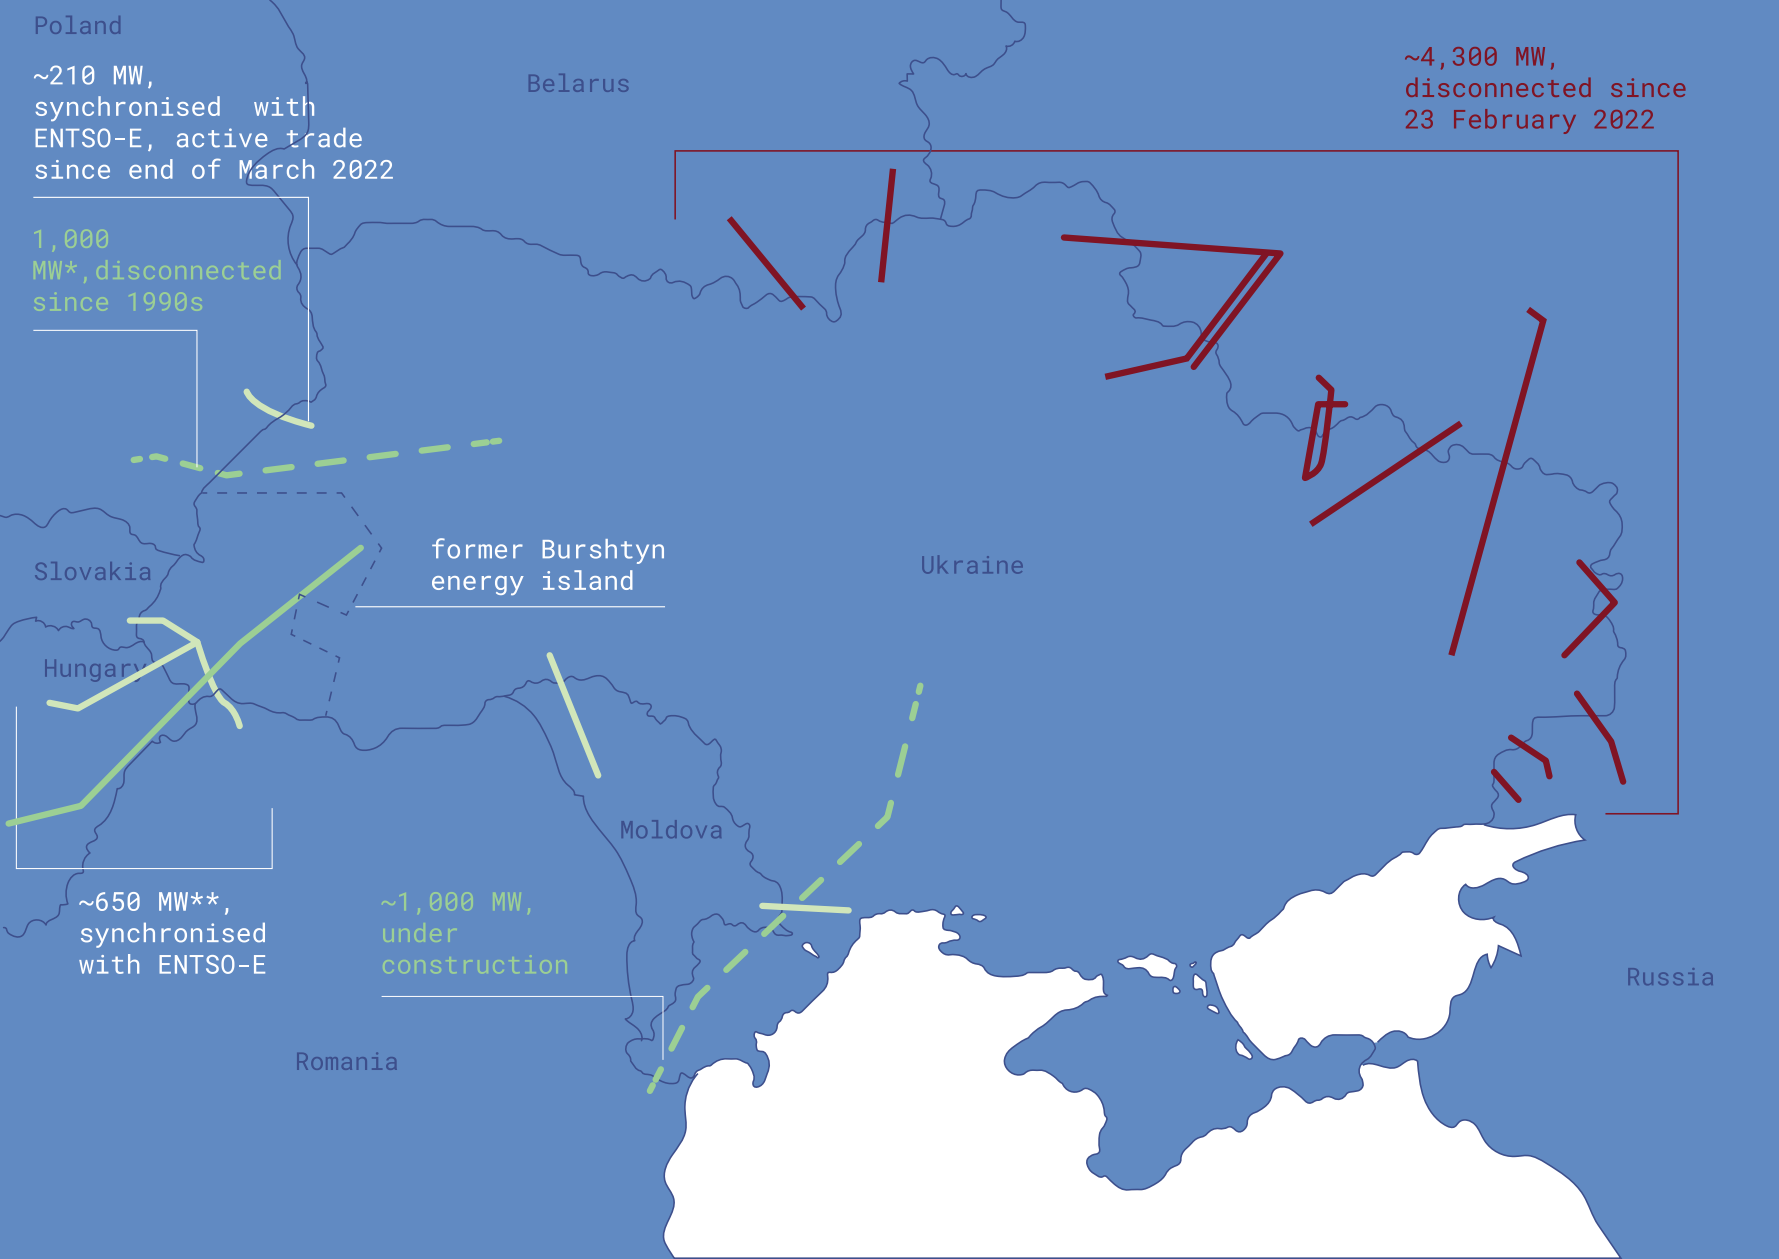 Poland
~210 MW,
synchronised  with
ENTSO-E, active trade
since end of March 2022
1,000
MW*,disconnected
since 1990s
Belarus
~4,300 MW,
disconnected since
23 February 2022
Slovakia
former Burshtyn
energy island
Ukraine
Hungary
Moldova
~650 MW**,
synchronised
with ENTSO-E
~1,000 MW,
under
construction
Romania
Russia